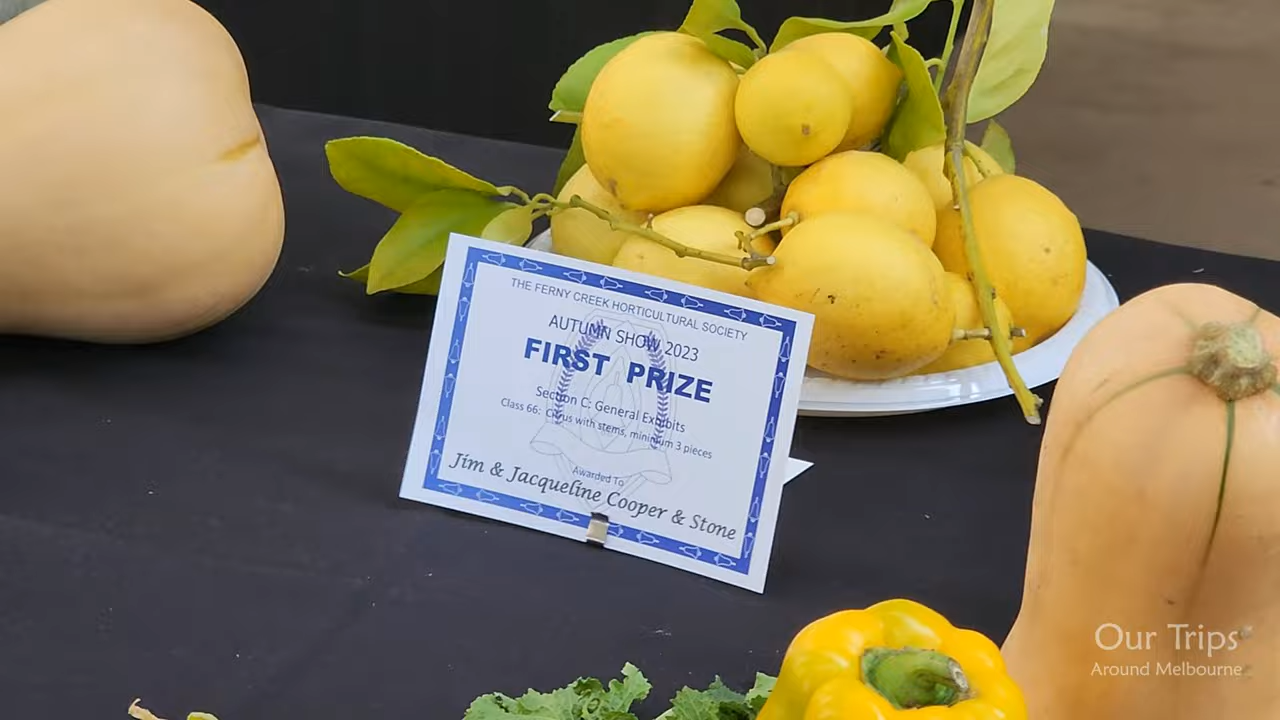 THE FERNY CREEK HORTICULTURAL SOCIETY
AUTUMN SHOW 2023
FIRST PRIZE
Section C: General Exhibits
Class 66: Citrus with stems, minimum 3 pieces
Awarded To
Jim & Jacqueline Cooper & Stone
Our Trips
Around Melbourne